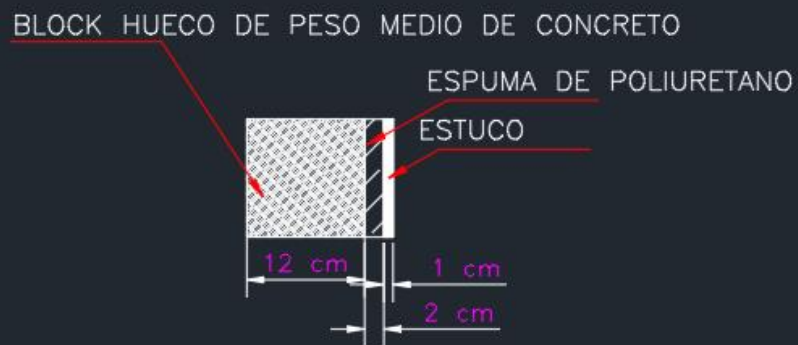 BLOCK HUECO DE PESO MEDIO DE CONCRETO
ESPUMA DE POLIURETANO
ESTUCO
12 cm
1 cm
2 cm